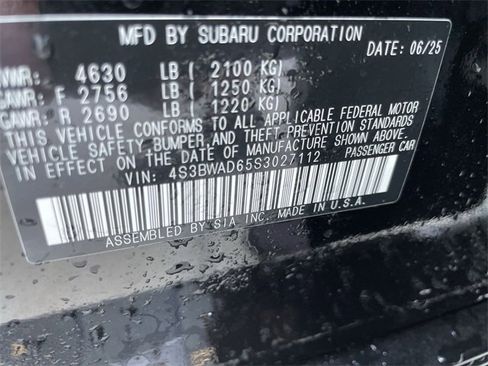 MFD BY SUBARU CORPORATION
DATE: 06/25
GVWR: 4630 LB ( 2100 KG)
GAWR: F 2756 LB ( 1250 KG)
GAWR: R 2690 LB ( 1220 KG)
THIS VEHICLE CONFORMS TO ALL APPLICABLE FEDERAL MOTOR
VEHICLE SAFETY, BUMPER, AND THEFT PREVENTION STANDARDS
IN EFFECT ON THE DATE OF MANUFACTURE SHOWN ABOVE.
VIN: 4S3BWAD65S3027112 PASSENGER CAR
ASSEMBLED BY SIA INC. MADE IN U.S.A.